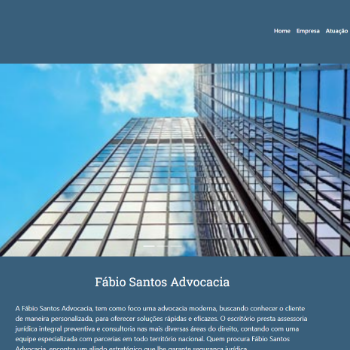 Home Empresa Atuação
Fábio Santos Advocacia
A Fábio Santos Advocacia, tem como foco uma advocacia moderna, buscando conhecer o cliente
de maneira personalizada, para oferecer soluções rápidas e eficazes. O escritório presta assessoria
jurídica integral preventiva e consultoria nas mais diversas áreas do direito, contando com uma
equipe especializada com parcerias em todo território nacional. Quem procura Fábio Santos
Advocacia, encontra um aliado estratégico que lhe garante segurança jurídica